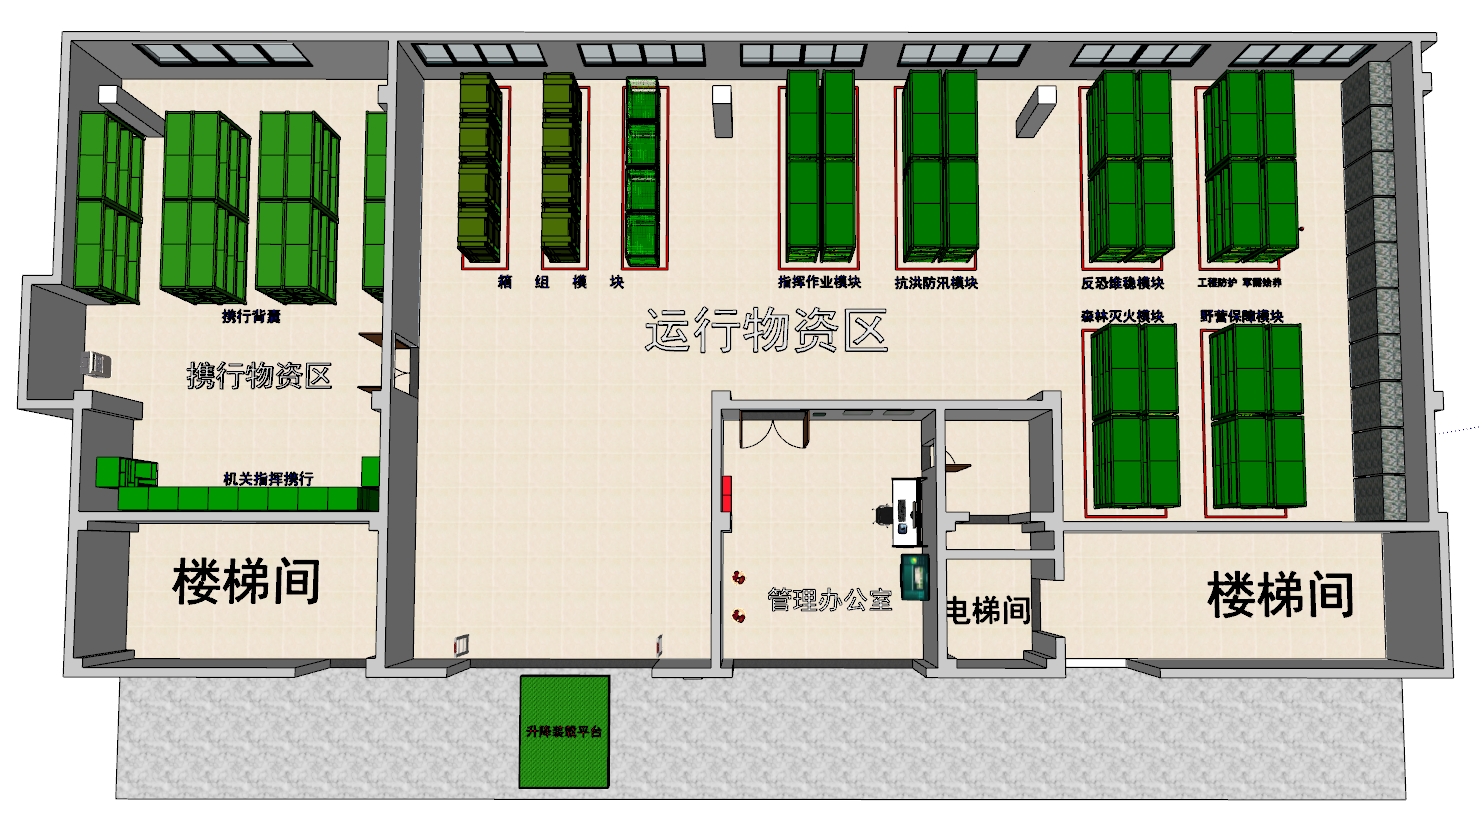 箱组模块
指挥作业模块
抗洪防汛模块
反恐维稳模块
工程防护 军需给养
携行背囊
森林灭火模块
野营保障模块
运行物资区
携行物资区
机关指挥携行
楼梯间
管理办公室
电梯间
楼梯间
升降装载平台